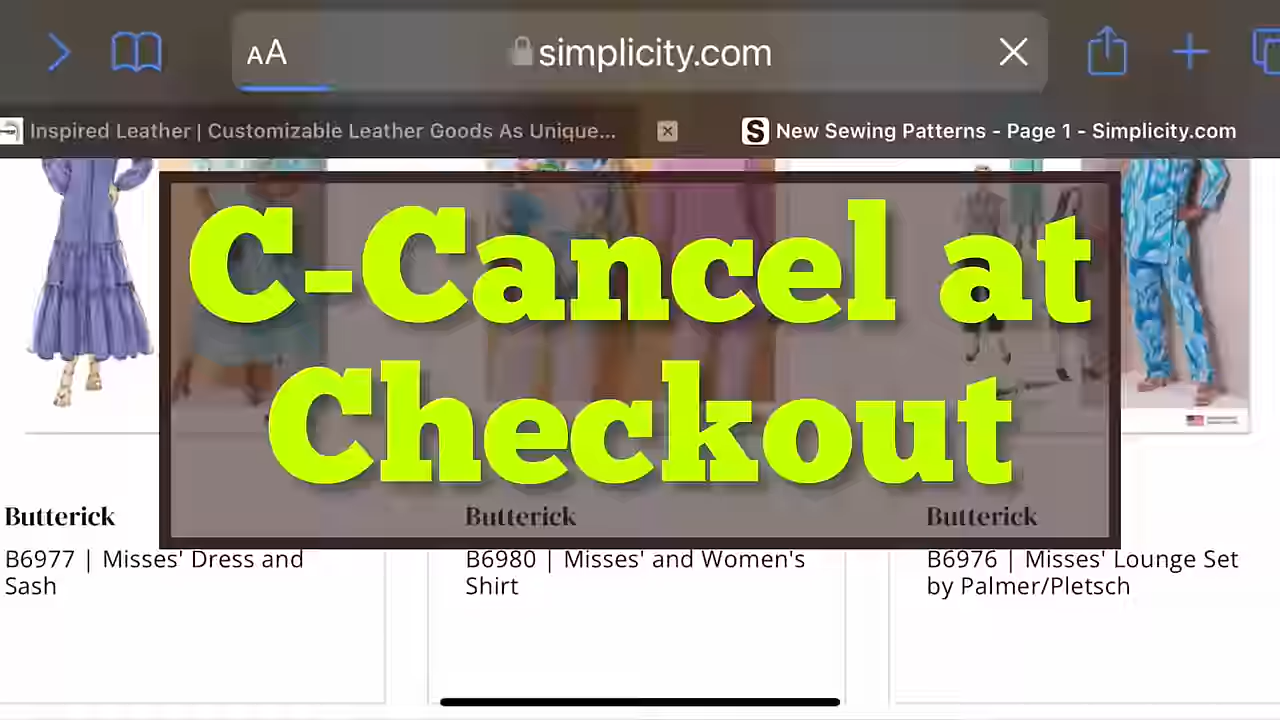 AA
simplicity.com
Inspired Leather | Customizable Leather Goods As Unique...
S New Sewing Patterns - Page 1 - Simplicity.com
C-Cancel at
Checkout
Butterick
B6977 | Misses' Dress and
Sash
Butterick
B6980 | Misses' and Women's
Shirt
Butterick
B6976 | Misses' Lounge Set
by Palmer/Pletsch